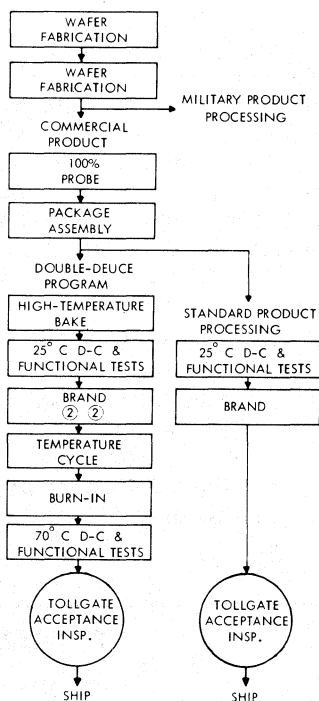 WAFER
FABRICATION
WAFER
FABRICATION
MILITARY PRODUCT
PROCESSING
COMMERCIAL
PRODUCT
100%
PROBE
PACKAGE
ASSEMBLY
DOUBLE-DEUCE
PROGRAM
HIGH-TEMPERATURE
BAKE
25° C D-C &
FUNCTIONAL TESTS
BRAND
② ②
TEMPERATURE
CYCLE
BURN-IN
70° C D-C &
FUNCTIONAL TESTS
TOLLGATE
ACCEPTANCE
INSP.
SHIP
STANDARD PRODUCT
PROCESSING
25° C D-C &
FUNCTIONAL TESTS
BRAND
TOLLGATE
ACCEPTANCE
INSP.
SHIP